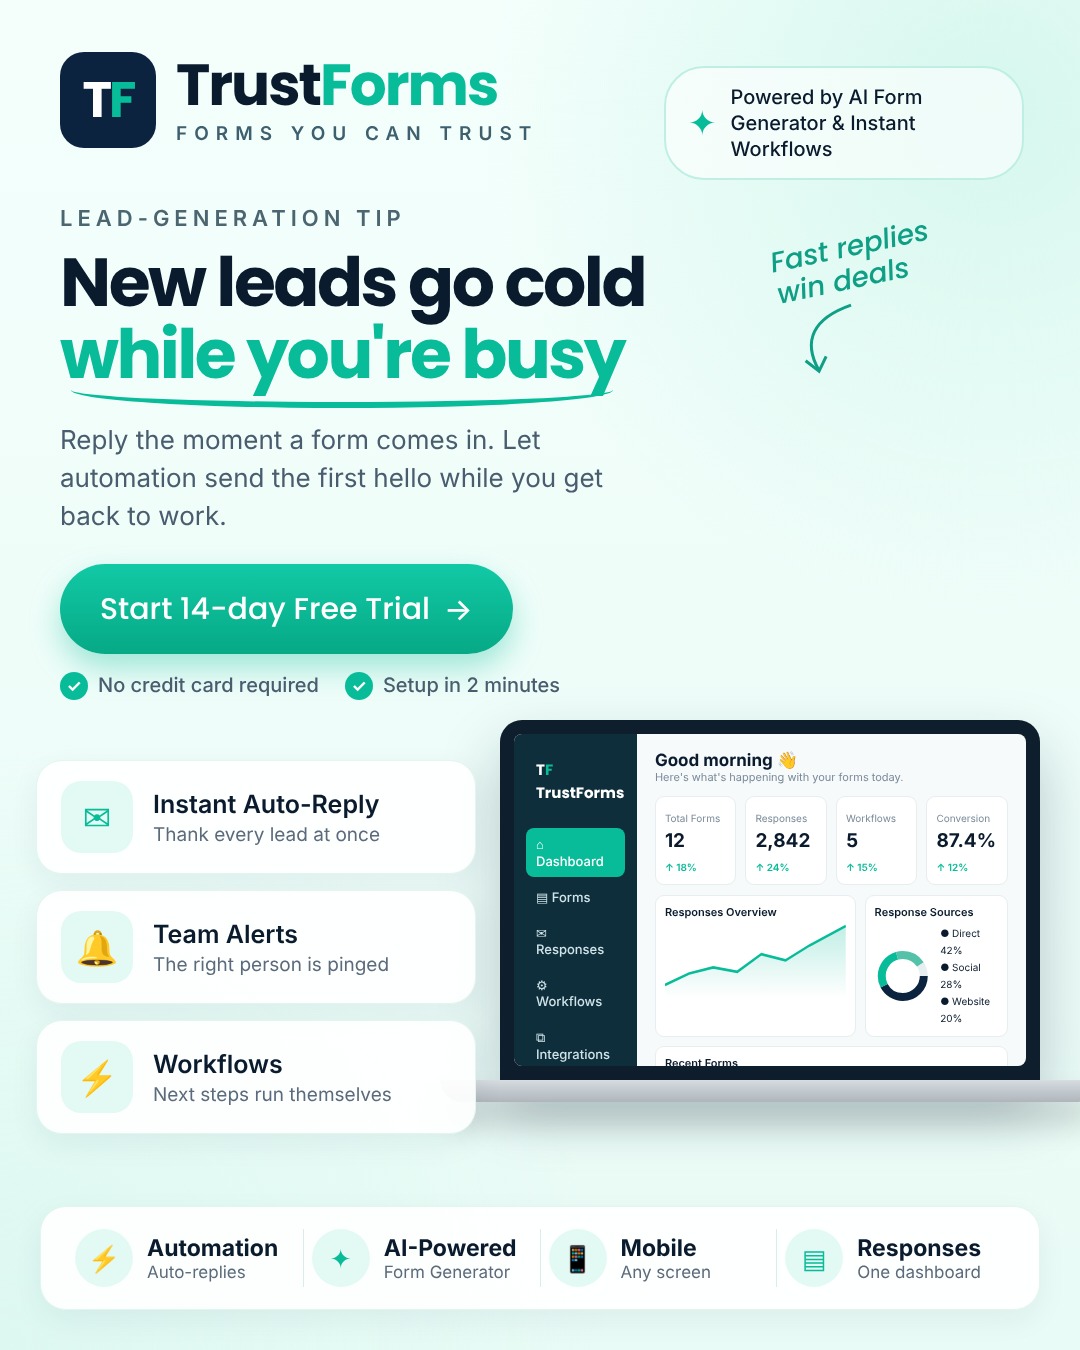 TF
TrustForms
FORMS YOU CAN TRUST
Powered by AI Form
Generator & Instant
Workflows
LEAD-GENERATION TIP
New leads go cold
while you're busy
Fast replies
win deals
Reply the moment a form comes in. Let
automation send the first hello while you get
back to work.
Start 14-day Free Trial →
No credit card required
Setup in 2 minutes
Instant Auto-Reply
Thank every lead at once
Team Alerts
The right person is pinged
Workflows
Next steps run themselves
TF
TrustForms
Dashboard
Forms
Responses
Workflows
Integrations
Good morning 👋
Here's what's happening with your forms today.
Total Forms
12
↑ 18%
Responses
2,842
↑ 24%
Workflows
5
↑ 15%
Conversion
87.4%
↑ 12%
Responses Overview
Response Sources
● Direct
42%
● Social
28%
● Website
20%
Recent Forms
Automation
Auto-replies
AI-Powered
Form Generator
Mobile
Any screen
Responses
One dashboard